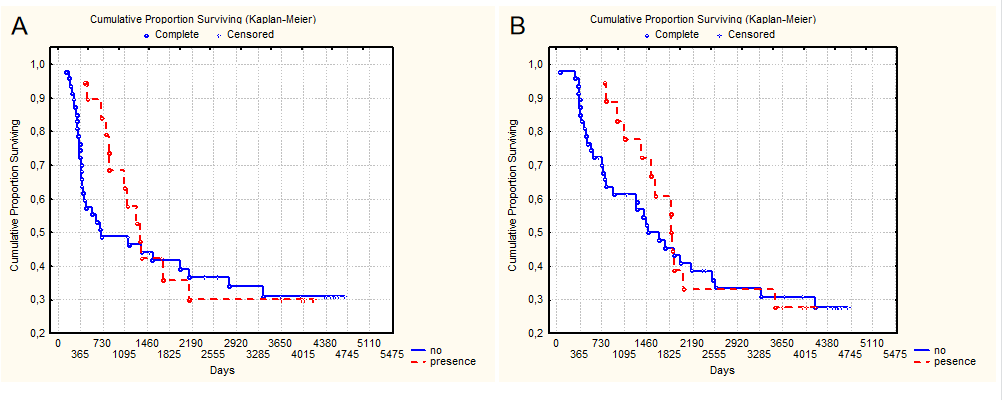 A
Cumulative Proportion Surviving (Kaplan-Meier)
Complete Censored
Cumulative Proportion Surviving
1,0
0,9
0,8
0,7
0,6
0,5
0,4
0,3
0,2
0 730 1460 2190 2920 3650 4380 5110
365 1095 1825 2555 3285 4015 4745 5475
Days
no
presence
B
Cumulative Proportion Surviving (Kaplan-Meier)
Complete Censored
Cumulative Proportion Surviving
1,0
0,9
0,8
0,7
0,6
0,5
0,4
0,3
0,2
0 730 1460 2190 2920 3650 4380 5110
365 1095 1825 2555 3285 4015 4745 5475
Days
no
pesence